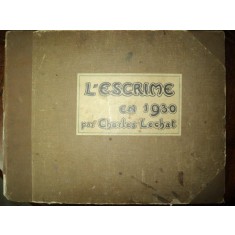 L'ESCRIME
EN 1930
par Charles Lechat